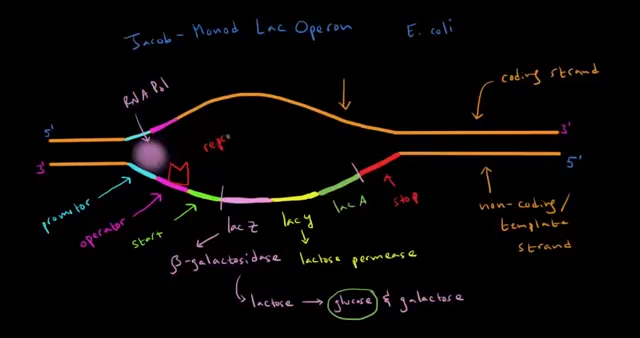 Jacob-Monod Lac Operon E. coli
RNA Pol
coding strand
5'
3'
3'
5'
repr
promotor
operator
start
lac z
lac y
lac A
stop
non-coding/
template
strand
β-galactosidase
lactose permease
lactose → glucose & galactose